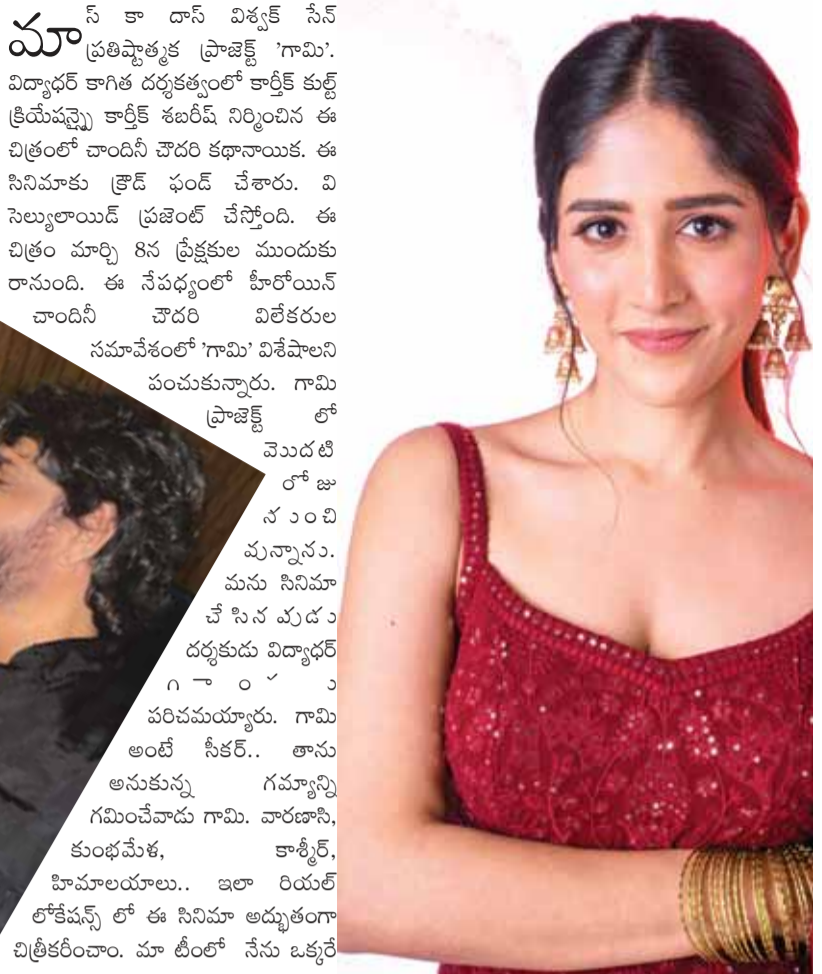 మాస్ కా దాస్ విశ్వక్ సేన్
ప్రతిష్టాత్మక ప్రాజెక్ట్ 'గామి'.
విద్యాధర్ కాగిత దర్శకత్వంలో కార్తీక్ కుల్ట్
క్రియేషన్స్పై కార్తీక్ శబరీష్ నిర్మించిన ఈ
చిత్రంలో చాందినీ చౌదరి కథానాయిక. ఈ
సినిమాకు క్రౌడ్ ఫండ్ చేశారు. వి
సెల్యులాయిడ్ ప్రజెంట్ చేస్తోంది. ఈ
చిత్రం మార్చి 8న ప్రేక్షకుల ముందుకు
రానుంది. ఈ నేపధ్యంలో హీరోయిన్
చాందినీ చౌదరి విలేకరుల
సమావేశంలో 'గామి' విశేషాలని
పంచుకున్నారు. గామి
ప్రాజెక్ట్ లో
మొదటి
రోజు
నుంచి
వున్నాను.
మను సినిమా
చేసినవుడు
దర్శకుడు విద్యాధర్
పరిచమయ్యారు. గామి
అంటే సీకర్.. తాను
అనుకున్న గమ్యాన్ని
గమించేవాడు గామి. వారణాసి,
కుంభమేళ, కాశ్మీర్,
హిమాలయాలు.. ఇలా రియల్
లోకేషన్స్ లో ఈ సినిమా అద్భుతంగా
చిత్రీకరించాం. మా టీంలో నేను ఒక్కరే